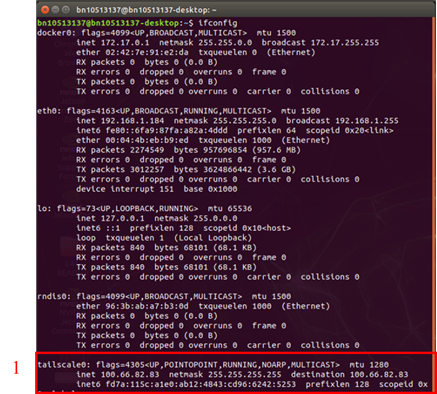 bn10513137@bn10513137-desktop: ~
bn10513137@bn10513137-desktop:~$ ifconfig
docker0: flags=4099<UP,BROADCAST,MULTICAST>  mtu 1500
inet 172.17.0.1  netmask 255.255.0.0  broadcast 172.17.255.255
ether 02:42:7e:91:e2:da  txqueuelen 0  (Ethernet)
RX packets 0  bytes 0 (0.0 B)
RX errors 0  dropped 0  overruns 0  frame 0
TX packets 0  bytes 0 (0.0 B)
TX errors 0  dropped 0 overruns 0  carrier 0  collisions 0
eth0: flags=4163<UP,BROADCAST,RUNNING,MULTICAST>  mtu 1500
inet 192.168.1.184  netmask 255.255.255.0  broadcast 192.168.1.255
inet6 fe80::6fa9:87fa:a82a:4ddd  prefixlen 64  scopeid 0x20<link>
ether 00:04:4b:eb:b9:ed  txqueuelen 1000  (Ethernet)
RX packets 2274549  bytes 957696854 (957.6 MB)
RX errors 0  dropped 0  overruns 0  frame 0
TX packets 3012257  bytes 3624866442 (3.6 GB)
TX errors 0  dropped 0 overruns 0  carrier 0  collisions 0
device interrupt 151  base 0x1000
lo: flags=73<UP,LOOPBACK,RUNNING>  mtu 65536
inet 127.0.0.1  netmask 255.0.0.0
inet6 ::1  prefixlen 128  scopeid 0x10<host>
loop  txqueuelen 1  (Local Loopback)
RX packets 840  bytes 68101 (68.1 KB)
RX errors 0  dropped 0  overruns 0  frame 0
TX packets 840  bytes 68101 (68.1 KB)
TX errors 0  dropped 0 overruns 0  carrier 0  collisions 0
rndis0: flags=4099<UP,BROADCAST,MULTICAST>  mtu 1500
ether 96:3b:ab:a7:b3:0d  txqueuelen 1000  (Ethernet)
RX packets 0  bytes 0 (0.0 B)
RX errors 0  dropped 0  overruns 0  frame 0
TX packets 0  bytes 0 (0.0 B)
TX errors 0  dropped 0 overruns 0  carrier 0  collisions 0
1
tailscale0: flags=4305<UP,POINTOPOINT,RUNNING,NOARP,MULTICAST>  mtu 1280
inet 100.66.82.83  netmask 255.255.255.255  destination 100.66.82.83
inet6 fd7a:115c:a1e0:ab12:4843:cd96:6242:5253  prefixlen 128  scopeid 0x